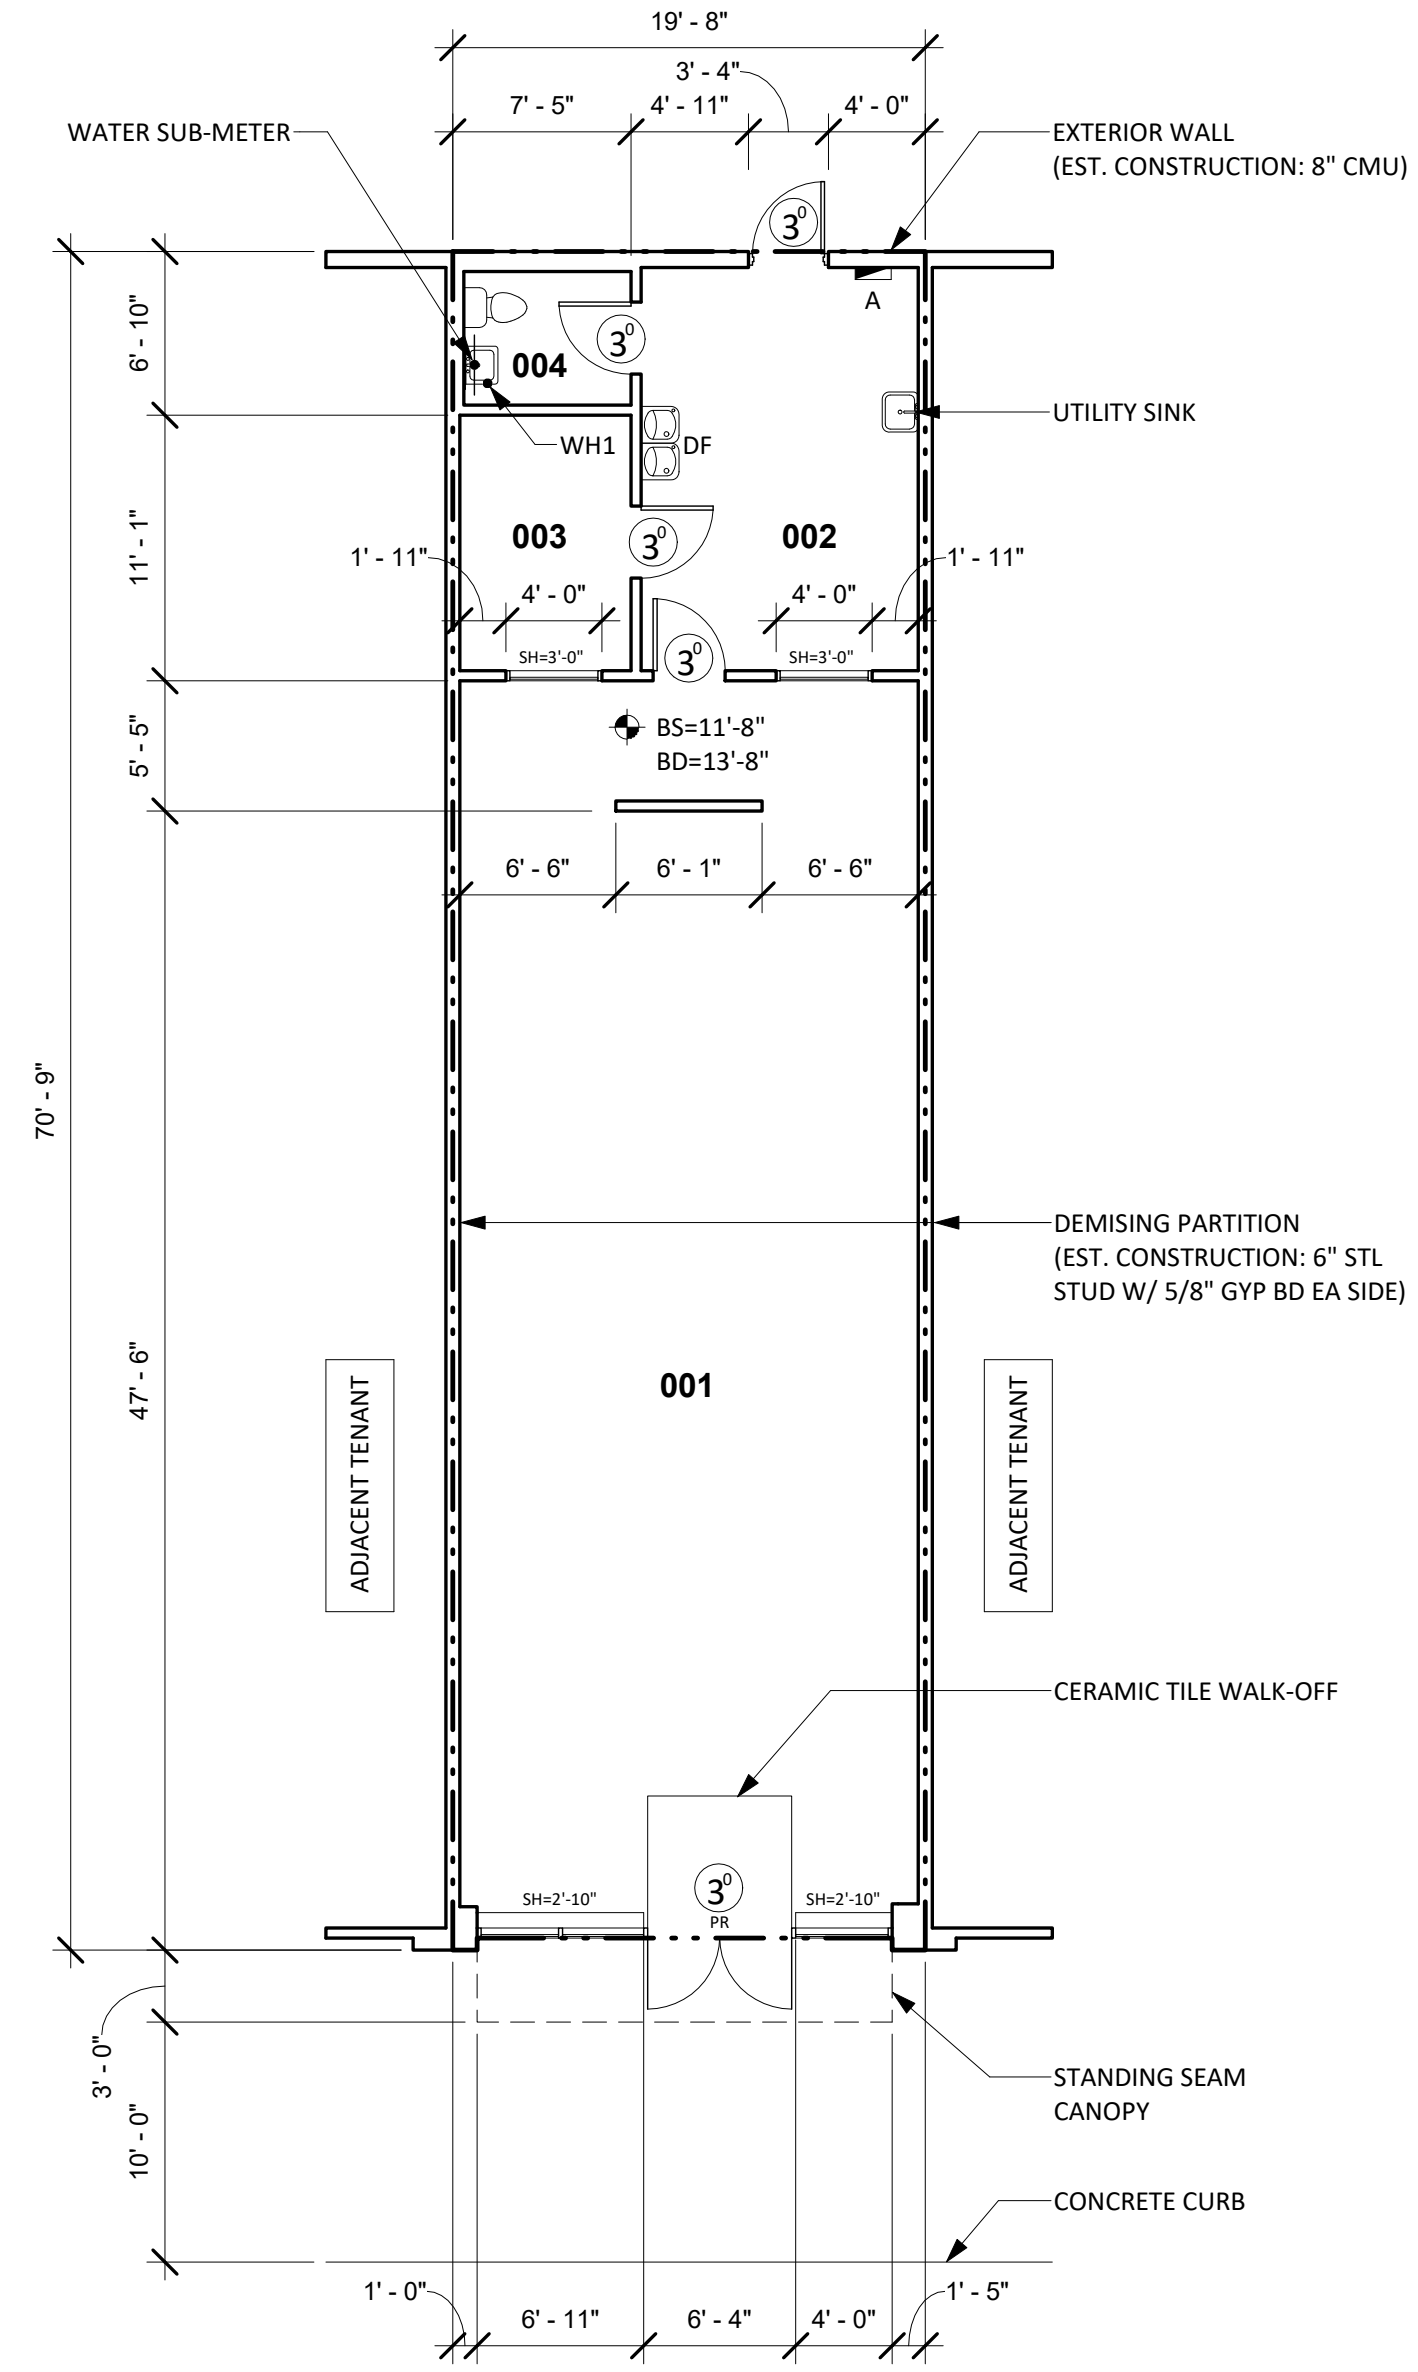 19' - 8"
3' - 4"
7' - 5"
4' - 11"
4' - 0"
WATER SUB-METER
EXTERIOR WALL
(EST. CONSTRUCTION: 8" CMU)
3⁰
A
6' - 10"
3⁰
004
UTILITY SINK
WH1
DF
11' - 1"
003
3⁰
002
1' - 11"
4' - 0"
4' - 0"
1' - 11"
SH=3'-0"
3⁰
SH=3'-0"
5' - 5"
BS=11'-8"
BD=13'-8"
6' - 6"
6' - 1"
6' - 6"
70' - 9"
DEMISING PARTITION
(EST. CONSTRUCTION: 6" STL
STUD W/ 5/8" GYP BD EA SIDE)
47' - 6"
001
ADJACENT TENANT
ADJACENT TENANT
CERAMIC TILE WALK-OFF
SH=2'-10"
3⁰
PR
SH=2'-10"
3' - 0"
STANDING SEAM
CANOPY
10' - 0"
CONCRETE CURB
1' - 0"
6' - 11"
6' - 4"
4' - 0"
1' - 5"